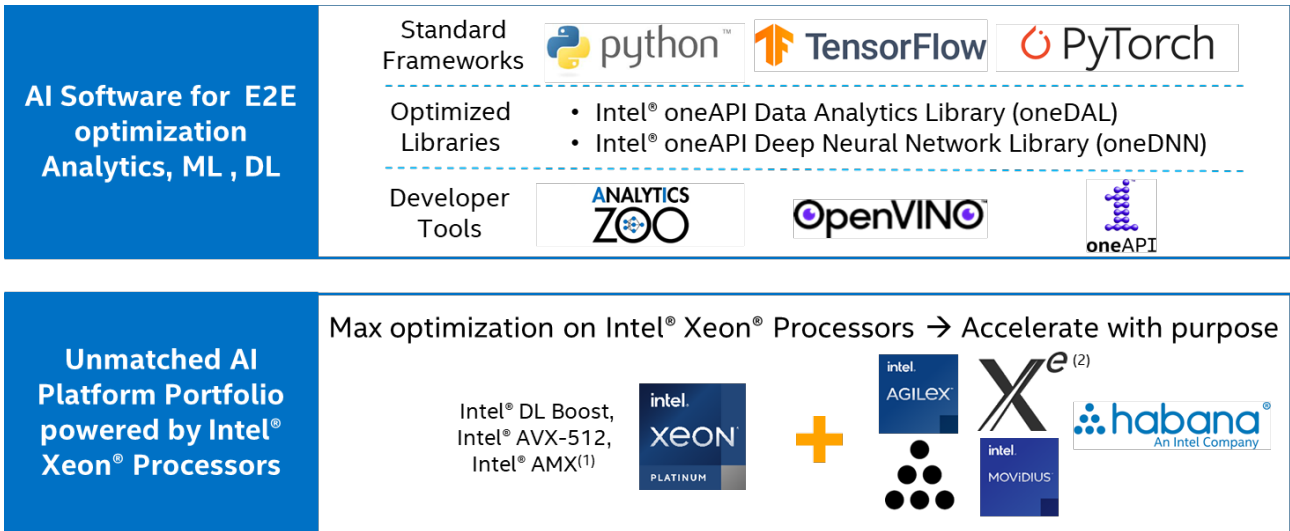 AI Software for E2E
optimization
Analytics, ML , DL
Standard
Frameworks
python™
TensorFlow
PyTorch
Optimized
Libraries
• Intel® oneAPI Data Analytics Library (oneDAL)
• Intel® oneAPI Deep Neural Network Library (oneDNN)
Developer
Tools
ANALYTICS
ZOO
OpenVINO™
oneAPI
Unmatched AI
Platform Portfolio
powered by Intel®
Xeon® Processors
Max optimization on Intel® Xeon® Processors → Accelerate with purpose
Intel® DL Boost,
Intel® AVX-512,
Intel® AMX(1)
intel.
XEON
PLATINUM
intel.
AGILEX
Xe (2)
intel.
MOVIDIUS
habana®
An Intel Company